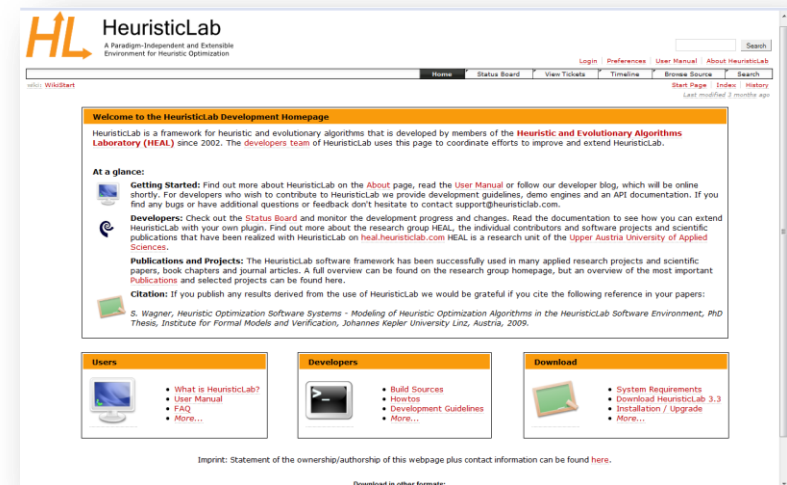 HL HeuristicLab
A Paradigm-Independent and Extensible
Environment for Heuristic Optimization
Search
Login Preferences User Manual About HeuristicLab
Home Status Board View Tickets Timeline Browse Source Search
wiki: WikiStart
Start Page Index History
Last modified 2 months ago
Welcome to the HeuristicLab Development Homepage
HeuristicLab is a framework for heuristic and evolutionary algorithms that is developed by members of the Heuristic and Evolutionary Algorithms
Laboratory (HEAL) since 2002. The developers team of HeuristicLab uses this page to coordinate efforts to improve and extend HeuristicLab.
At a glance:
Getting Started: Find out more about HeuristicLab on the About page, read the User Manual or follow our developer blog, which will be online
shortly. For developers who wish to contribute to HeuristicLab we provide development guidelines, demo engines and an API documentation. If you
find any bugs or have additional questions or feedback don't hesitate to contact support@heuristiclab.com.
Developers: Check out the Status Board and monitor the development progress and changes. Read the documentation to see how you can extend
HeuristicLab with your own plugin. Find out more about the research group HEAL, the individual contributors and software projects and scientific
publications that have been realized with HeuristicLab on heal.heuristiclab.com HEAL is a research unit of the Upper Austria University of Applied
Sciences.
Publications and Projects: The HeuristicLab software framework has been successfully used in many applied research projects and scientific
papers, book chapters and journal articles. A full overview can be found on the research group homepage, but an overview of the most important
Publications and selected projects can be found here.
Citation: If you publish any results derived from the use of HeuristicLab we would be grateful if you cite the following reference in your papers:
S. Wagner, Heuristic Optimization Software Systems - Modeling of Heuristic Optimization Algorithms in the HeuristicLab Software Environment, PhD
Thesis, Institute for Formal Models and Verification, Johannes Kepler University Linz, Austria, 2009.
Users
What is HeuristicLab?
User Manual
FAQ
More...
Developers
Build Sources
Howtos
Development Guidelines
More...
Download
System Requirements
Download HeuristicLab 3.3
Installation / Upgrade
More...
Imprint: Statement of the ownership/authorship of this webpage plus contact information can be found here.
Download in other formats: